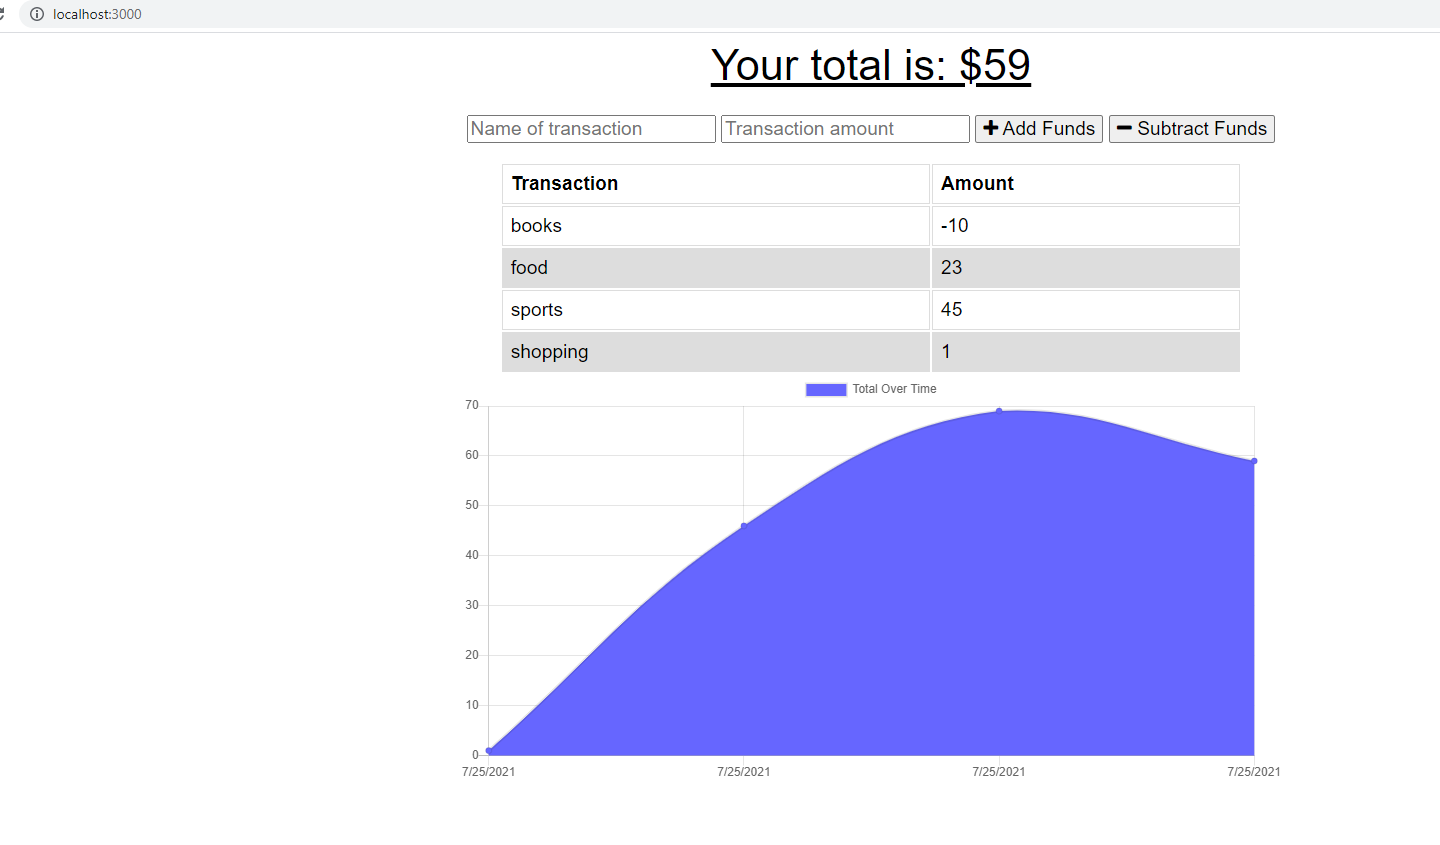 localhost:3000
Your total is: $59
Name of transaction Transaction amount Add Funds Subtract Funds
Transaction Amount
books -10
food 23
sports 45
shopping 1
Total Over Time
70
60
50
40
30
20
10
0
7/25/2021 7/25/2021 7/25/2021 7/25/2021